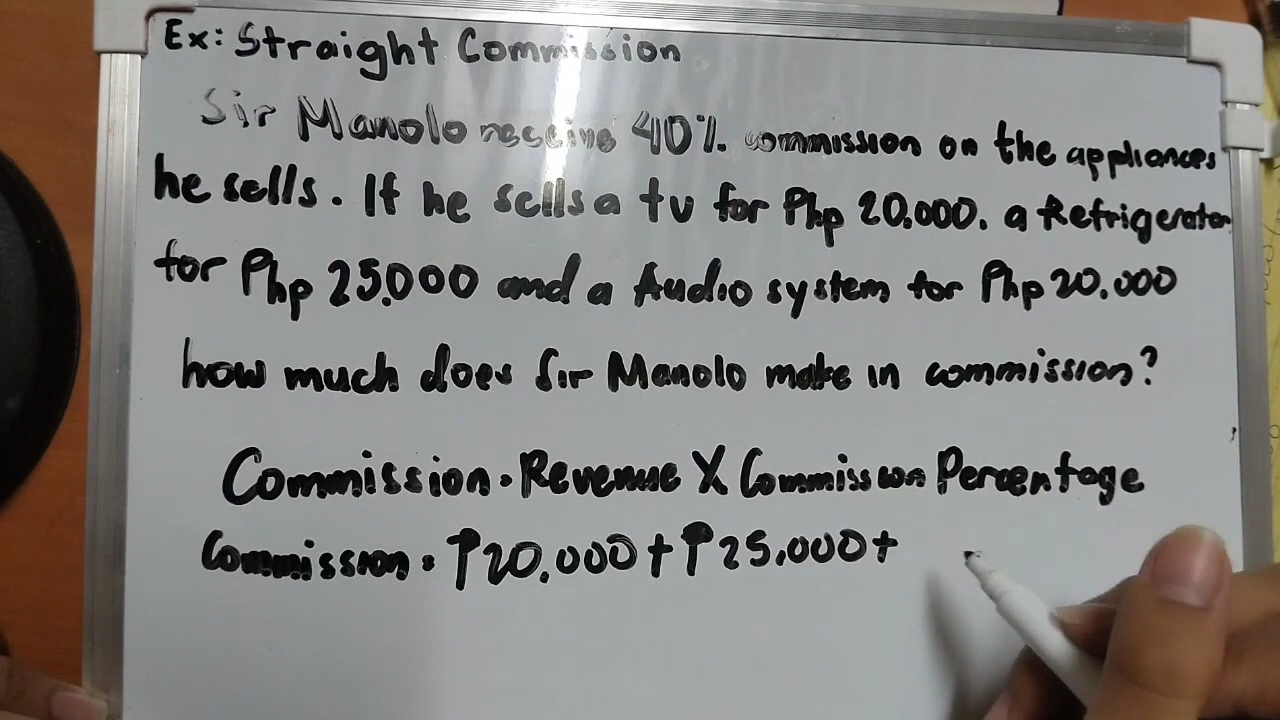 Ex: Straight Commission
Sir Manolo receive 40% commission on the appliances
he sells. If he sells a tv for Php 20,000. a Refrigerator
for Php 25,000 and a Audio system for Php 20,000
how much does Sir Manolo make in commission?
Commission = Revenue X Commission Percentage
Commission = ₱20,000 + ₱25,000 +